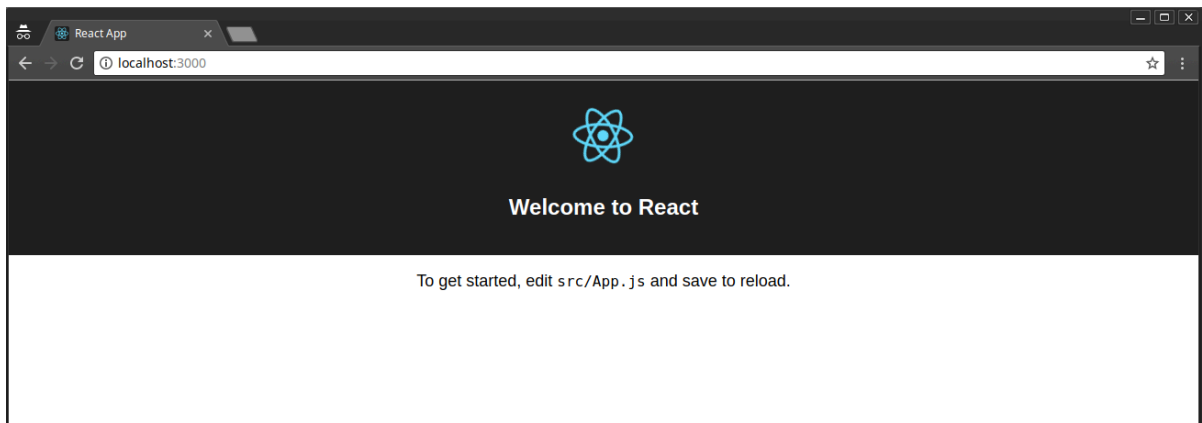 React App
localhost:3000
Welcome to React
To get started, edit src/App.js and save to reload.